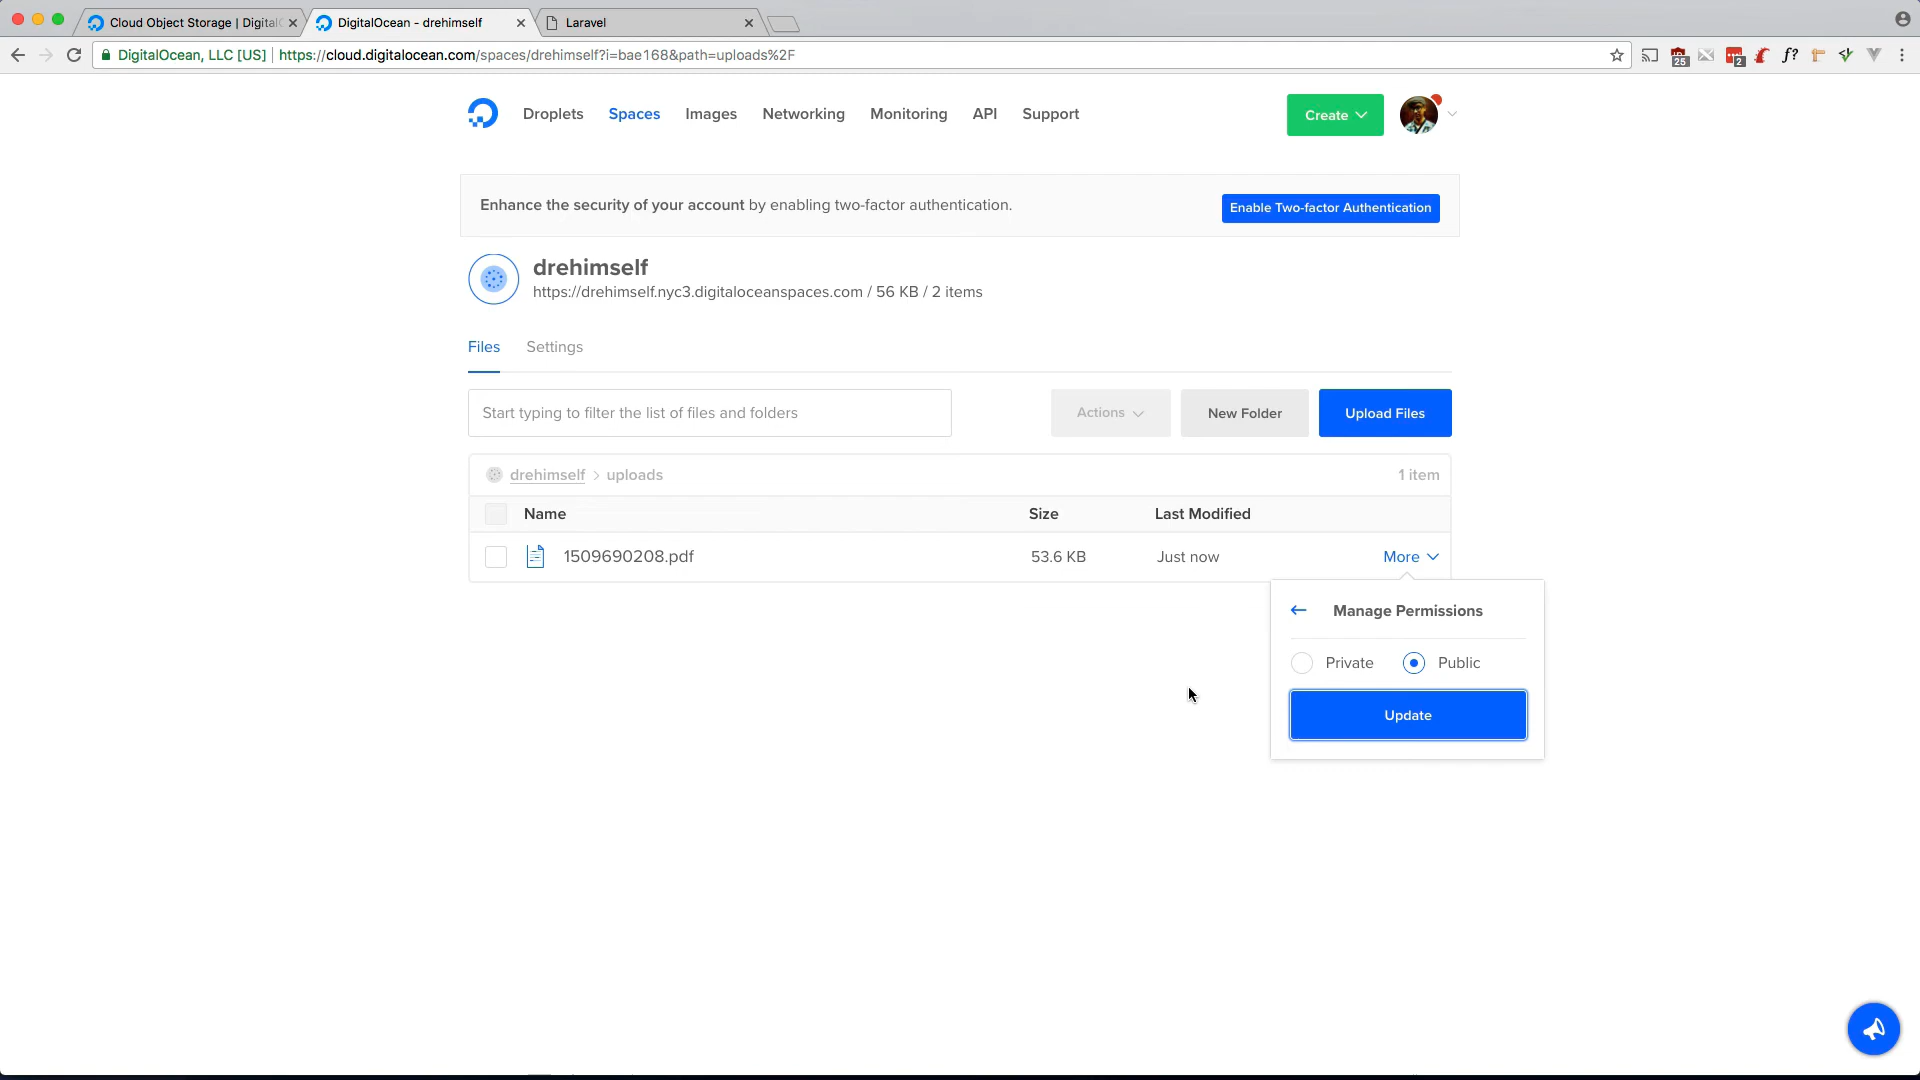 Cloud Object Storage | Digital
DigitalOcean - drehimself
Laravel
DigitalOcean, LLC [US] https://cloud.digitalocean.com/spaces/drehimself?i=bae168&path=uploads%2F
25
2
f?
Droplets Spaces Images Networking Monitoring API Support
Create
Enhance the security of your account by enabling two-factor authentication.
Enable Two-factor Authentication
drehimself
https://drehimself.nyc3.digitaloceanspaces.com / 56 KB / 2 items
Files Settings
Start typing to filter the list of files and folders
Actions
New Folder
Upload Files
drehimself > uploads
1 item
Name Size Last Modified
1509690208.pdf 53.6 KB Just now More
Manage Permissions
Private Public
Update